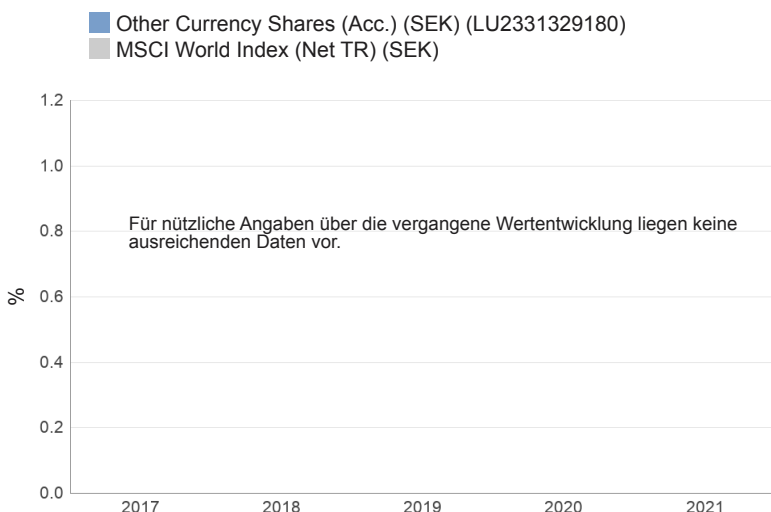 Other Currency Shares (Acc.) (SEK) (LU2331329180)
MSCI World Index (Net TR) (SEK)
1.2
1.0
Für nützliche Angaben über die vergangene Wertentwicklung liegen keine
0.8
ausreichenden Daten vor.
%
0.6
0.4
0.2
0.0
2017 2018 2019 2020 2021